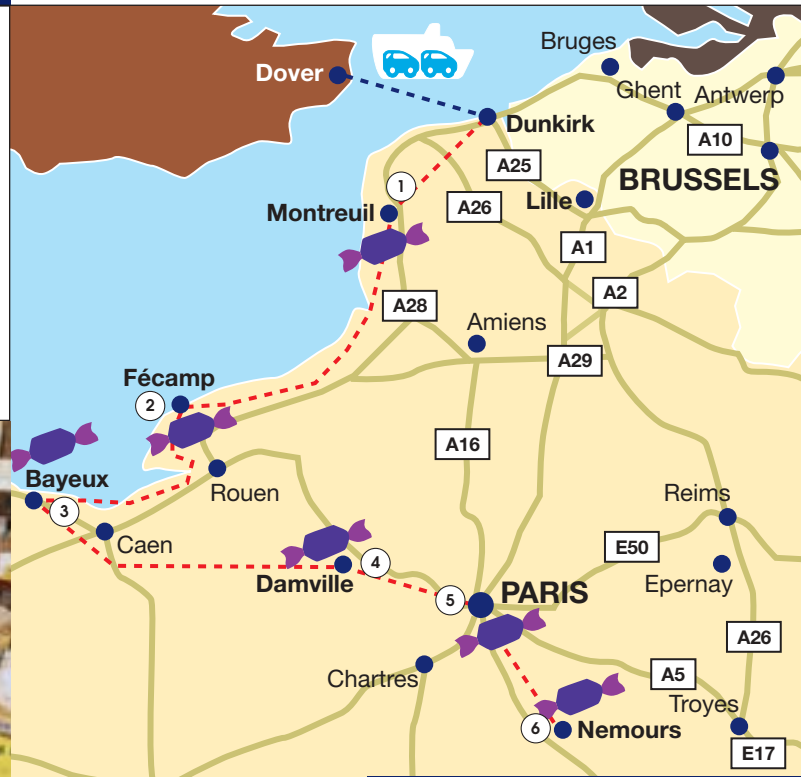 Bruges
Dover
Ghent
Antwerp
Dunkirk
A10
A25
BRUSSELS
1
Lille
A26
Montreuil
A1
A2
A28
Amiens
A29
Fécamp
2
A16
Bayeux
Rouen
Reims
3
Caen
E50
4
Damville
Epernay
5
PARIS
A26
Chartres
A5
Troyes
6
Nemours
E17